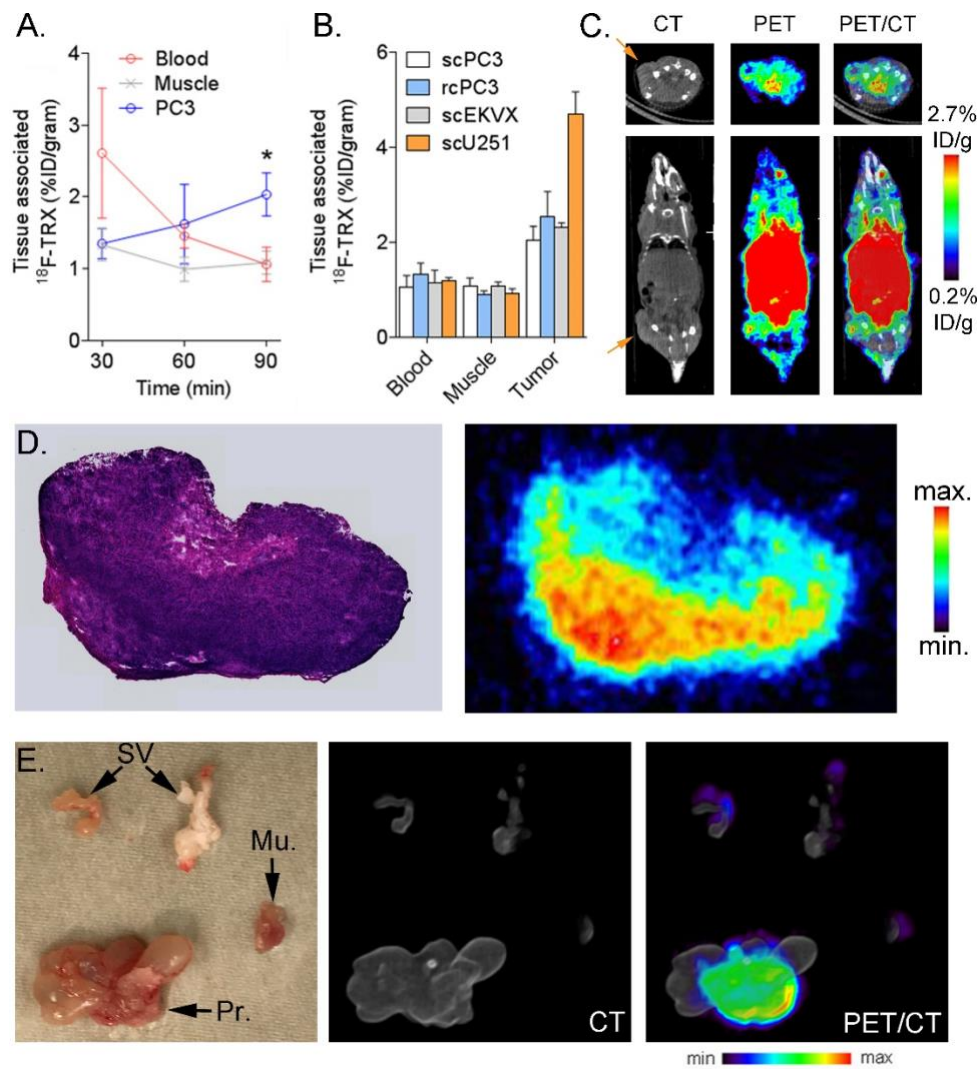 A.
Tissue associated
¹⁸F-TRX (%ID/gram)
4
3
2
1
0
Blood
Muscle
PC3
*
30
60
90
Time (min)
B.
Tissue associated
¹⁸F-TRX (%ID/gram)
6
4
2
0
scPC3
rcPC3
scEKVX
scU251
Blood
Muscle
Tumor
C.
CT
PET
PET/CT
2.7%
ID/g
0.2%
ID/g
D.
max.
min.
E.
SV
Mu.
Pr.
CT
PET/CT
min
max